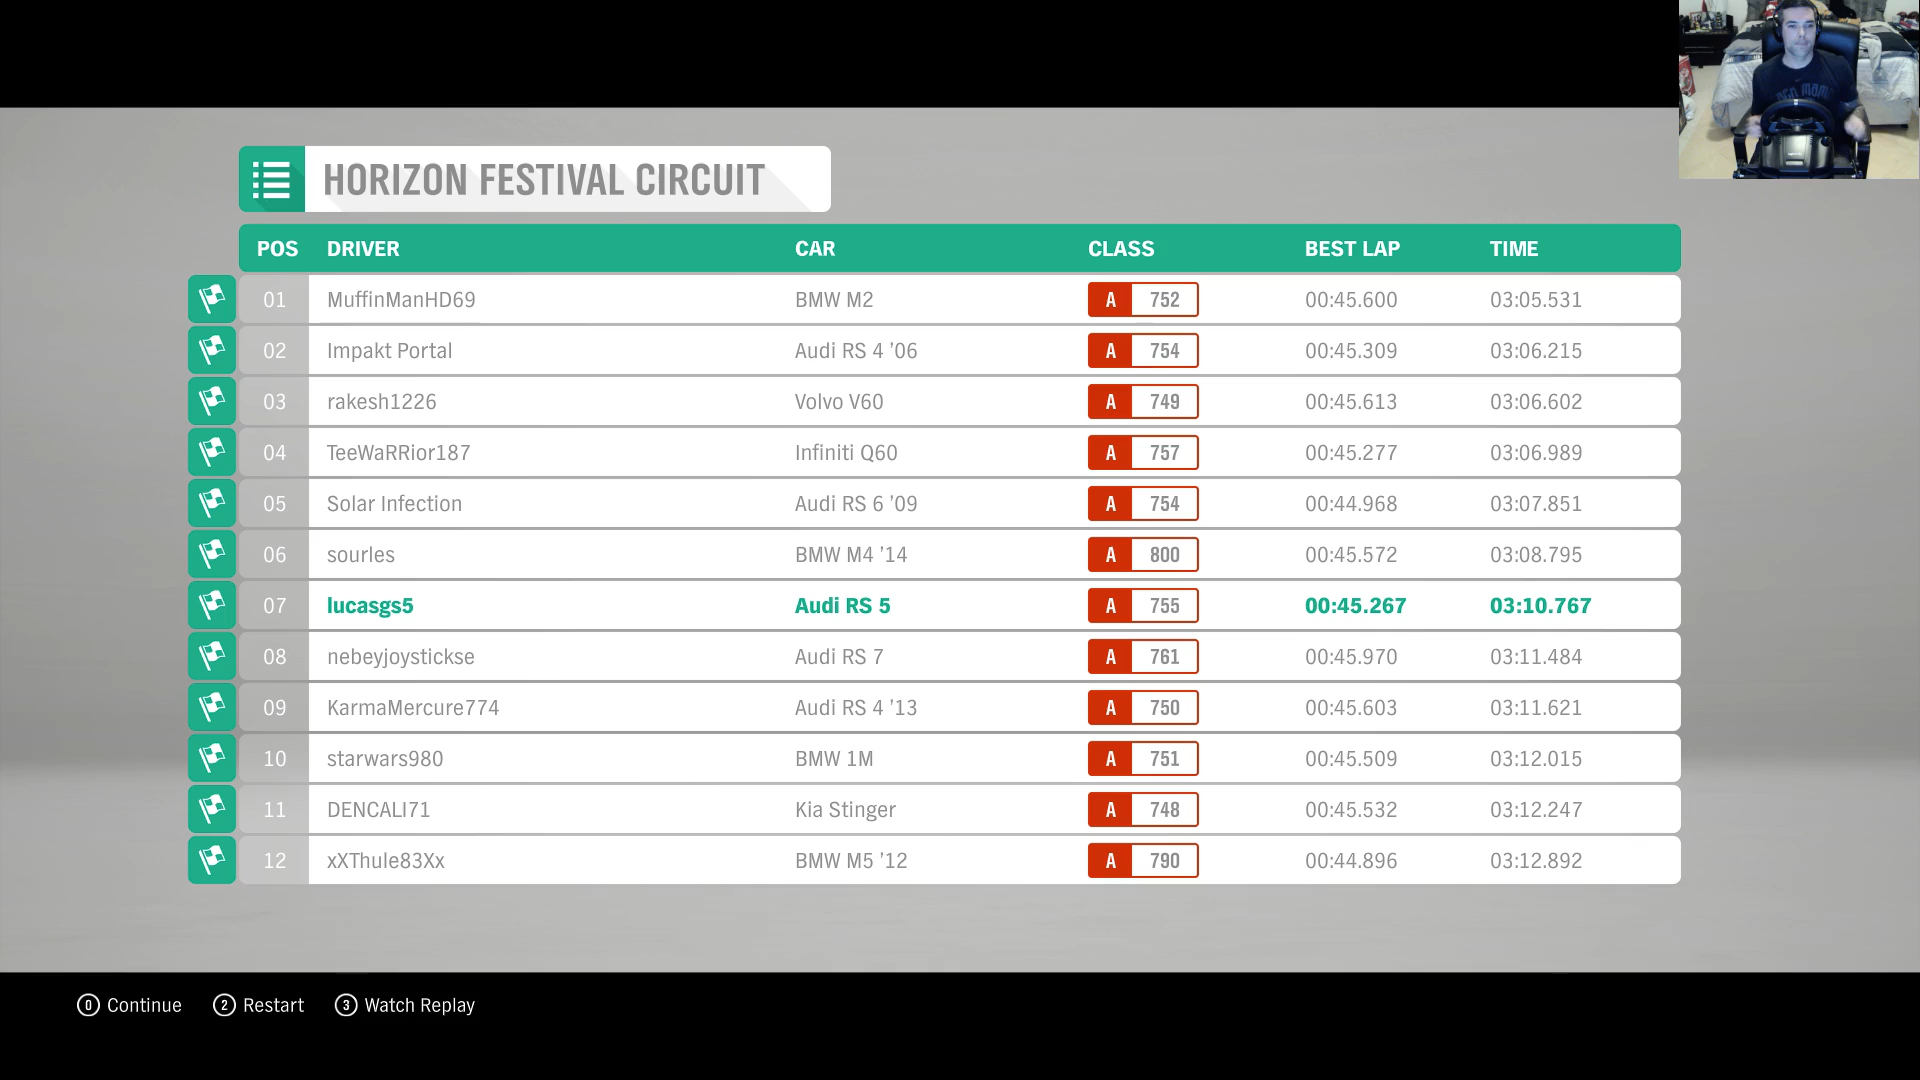 HORIZON FESTIVAL CIRCUIT
POS DRIVER CAR CLASS BEST LAP TIME
01 MuffinManHD69 BMW M2 A 752 00:45.600 03:05.531
02 Impakt Portal Audi RS 4 '06 A 754 00:45.309 03:06.215
03 rakesh1226 Volvo V60 A 749 00:45.613 03:06.602
04 TeeWaRRior187 Infiniti Q60 A 757 00:45.277 03:06.989
05 Solar Infection Audi RS 6 '09 A 754 00:44.968 03:07.851
06 sourles BMW M4 '14 A 800 00:45.572 03:08.795
07 lucasgs5 Audi RS 5 A 755 00:45.267 03:10.767
08 nebeyjoystickse Audi RS 7 A 761 00:45.970 03:11.484
09 KarmaMercure774 Audi RS 4 '13 A 750 00:45.603 03:11.621
10 starwars980 BMW 1M A 751 00:45.509 03:12.015
11 DENCALI71 Kia Stinger A 748 00:45.532 03:12.247
12 xXThule83Xx BMW M5 '12 A 790 00:44.896 03:12.892
0 Continue 2 Restart 3 Watch Replay